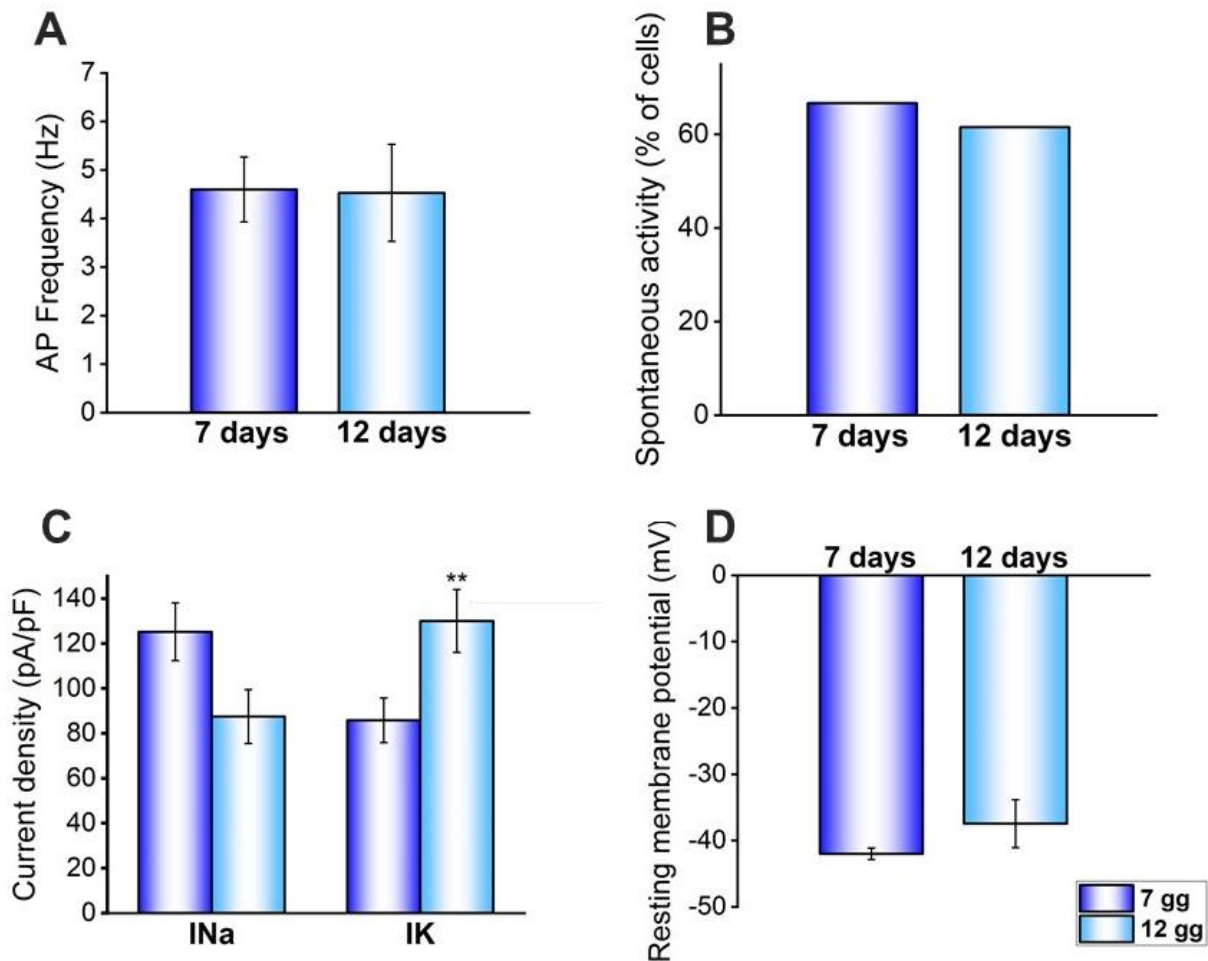 A
AP Frequency (Hz)
7
6
5
4
3
2
1
0
7 days 12 days
B
Spontaneous activity (% of cells)
60
40
20
0
7 days 12 days
C
Current density (pA/pF)
140
120
100
80
60
40
20
0
**
INa IK
D
Resting membrane potential (mV)
7 days 12 days
0
-10
-20
-30
-40
-50
7 gg
12 gg